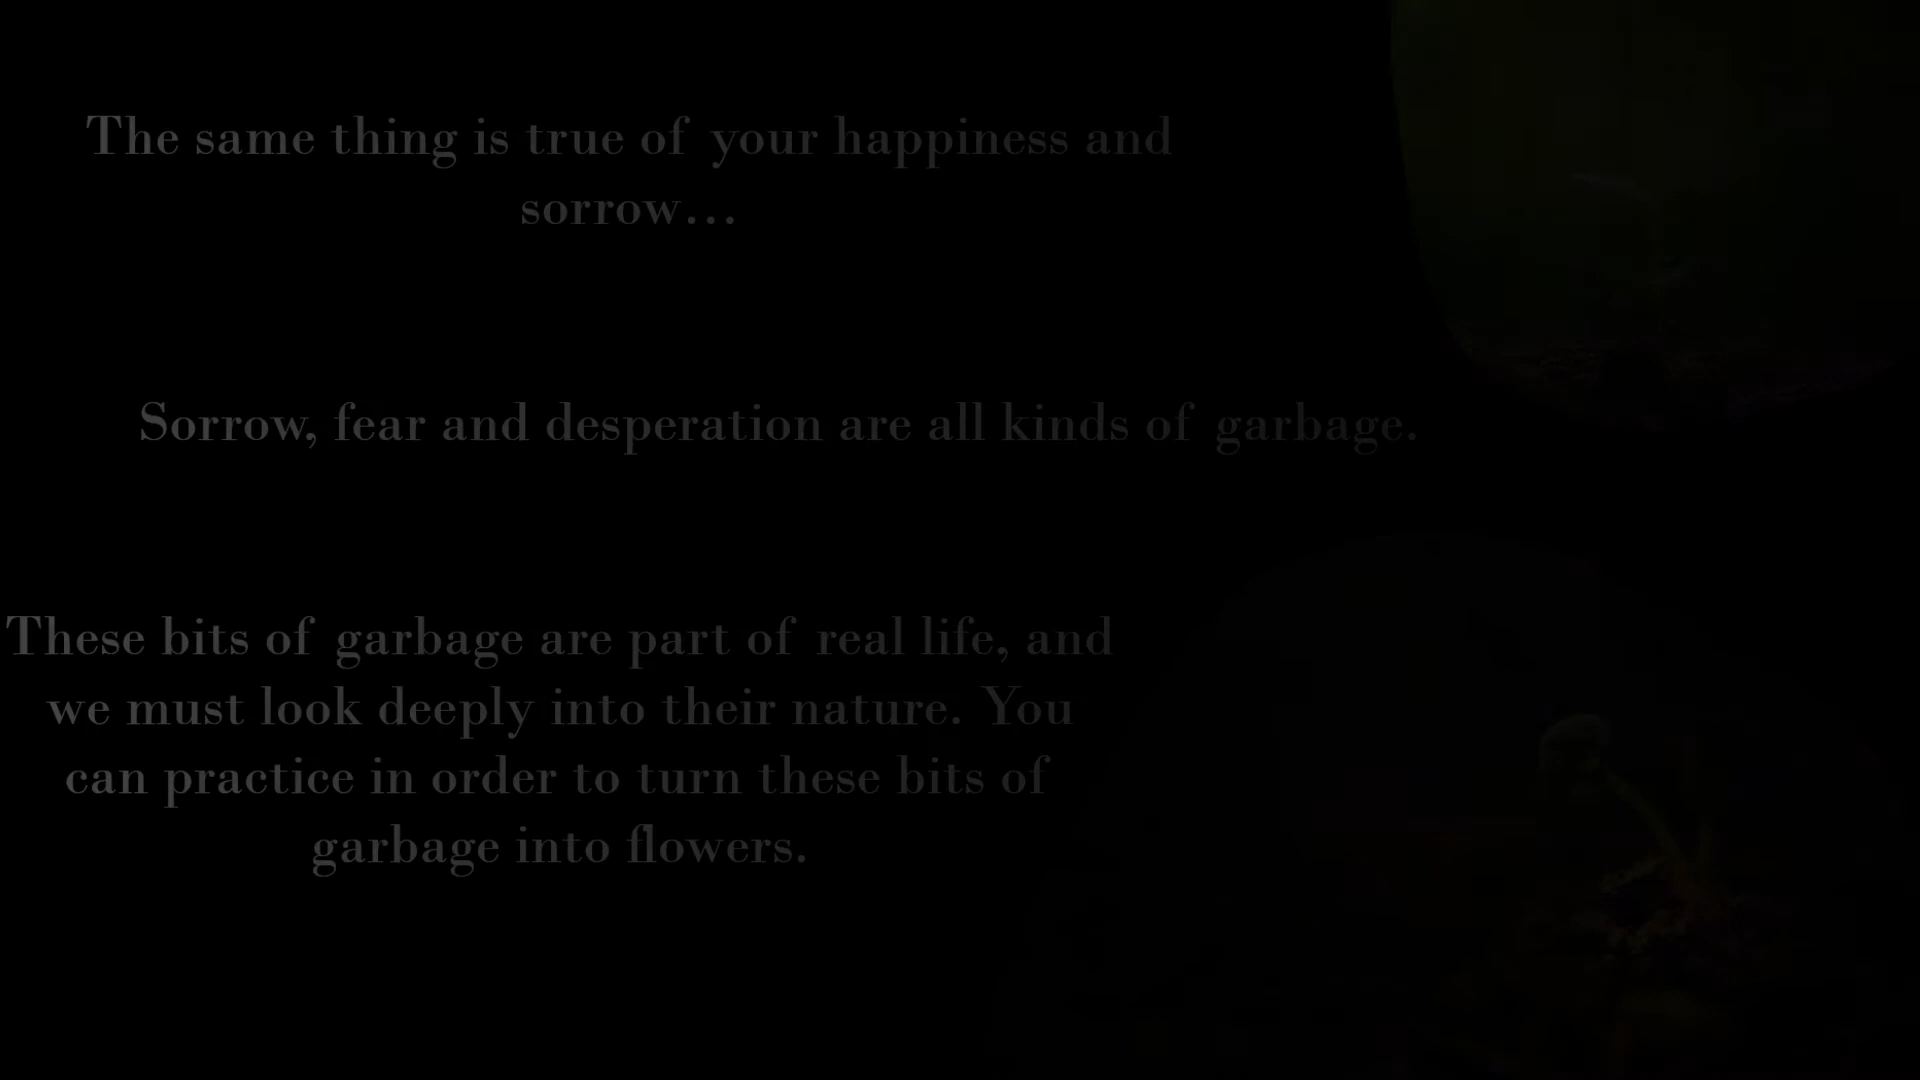 The same thing is true of your happiness and
sorrow…
Sorrow, fear and desperation are all kinds of garbage.
These bits of garbage are part of real life, and
we must look deeply into their nature. You
can practice in order to turn these bits of
garbage into flowers.